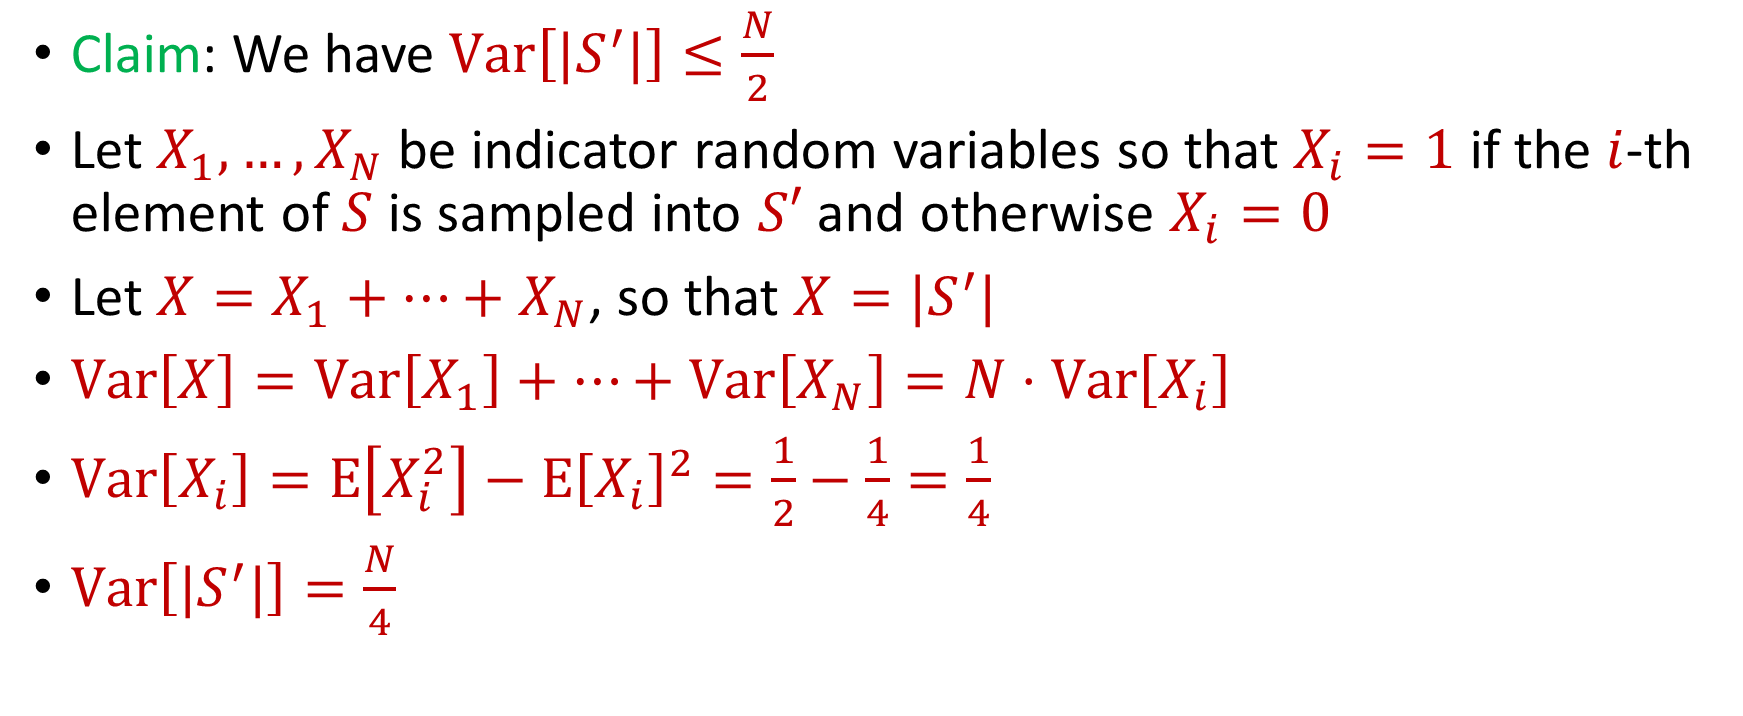 • Claim: We have Var[|S′|] ≤ N/2
• Let X₁, …, X_N be indicator random variables so that X_i = 1 if the i-th
element of S is sampled into S′ and otherwise X_i = 0
• Let X = X₁ + ⋯ + X_N, so that X = |S′|
• Var[X] = Var[X₁] + ⋯ + Var[X_N] = N · Var[X_i]
• Var[X_i] = E[X_i²] − E[X_i]² = 1/2 − 1/4 = 1/4
• Var[|S′|] = N/4